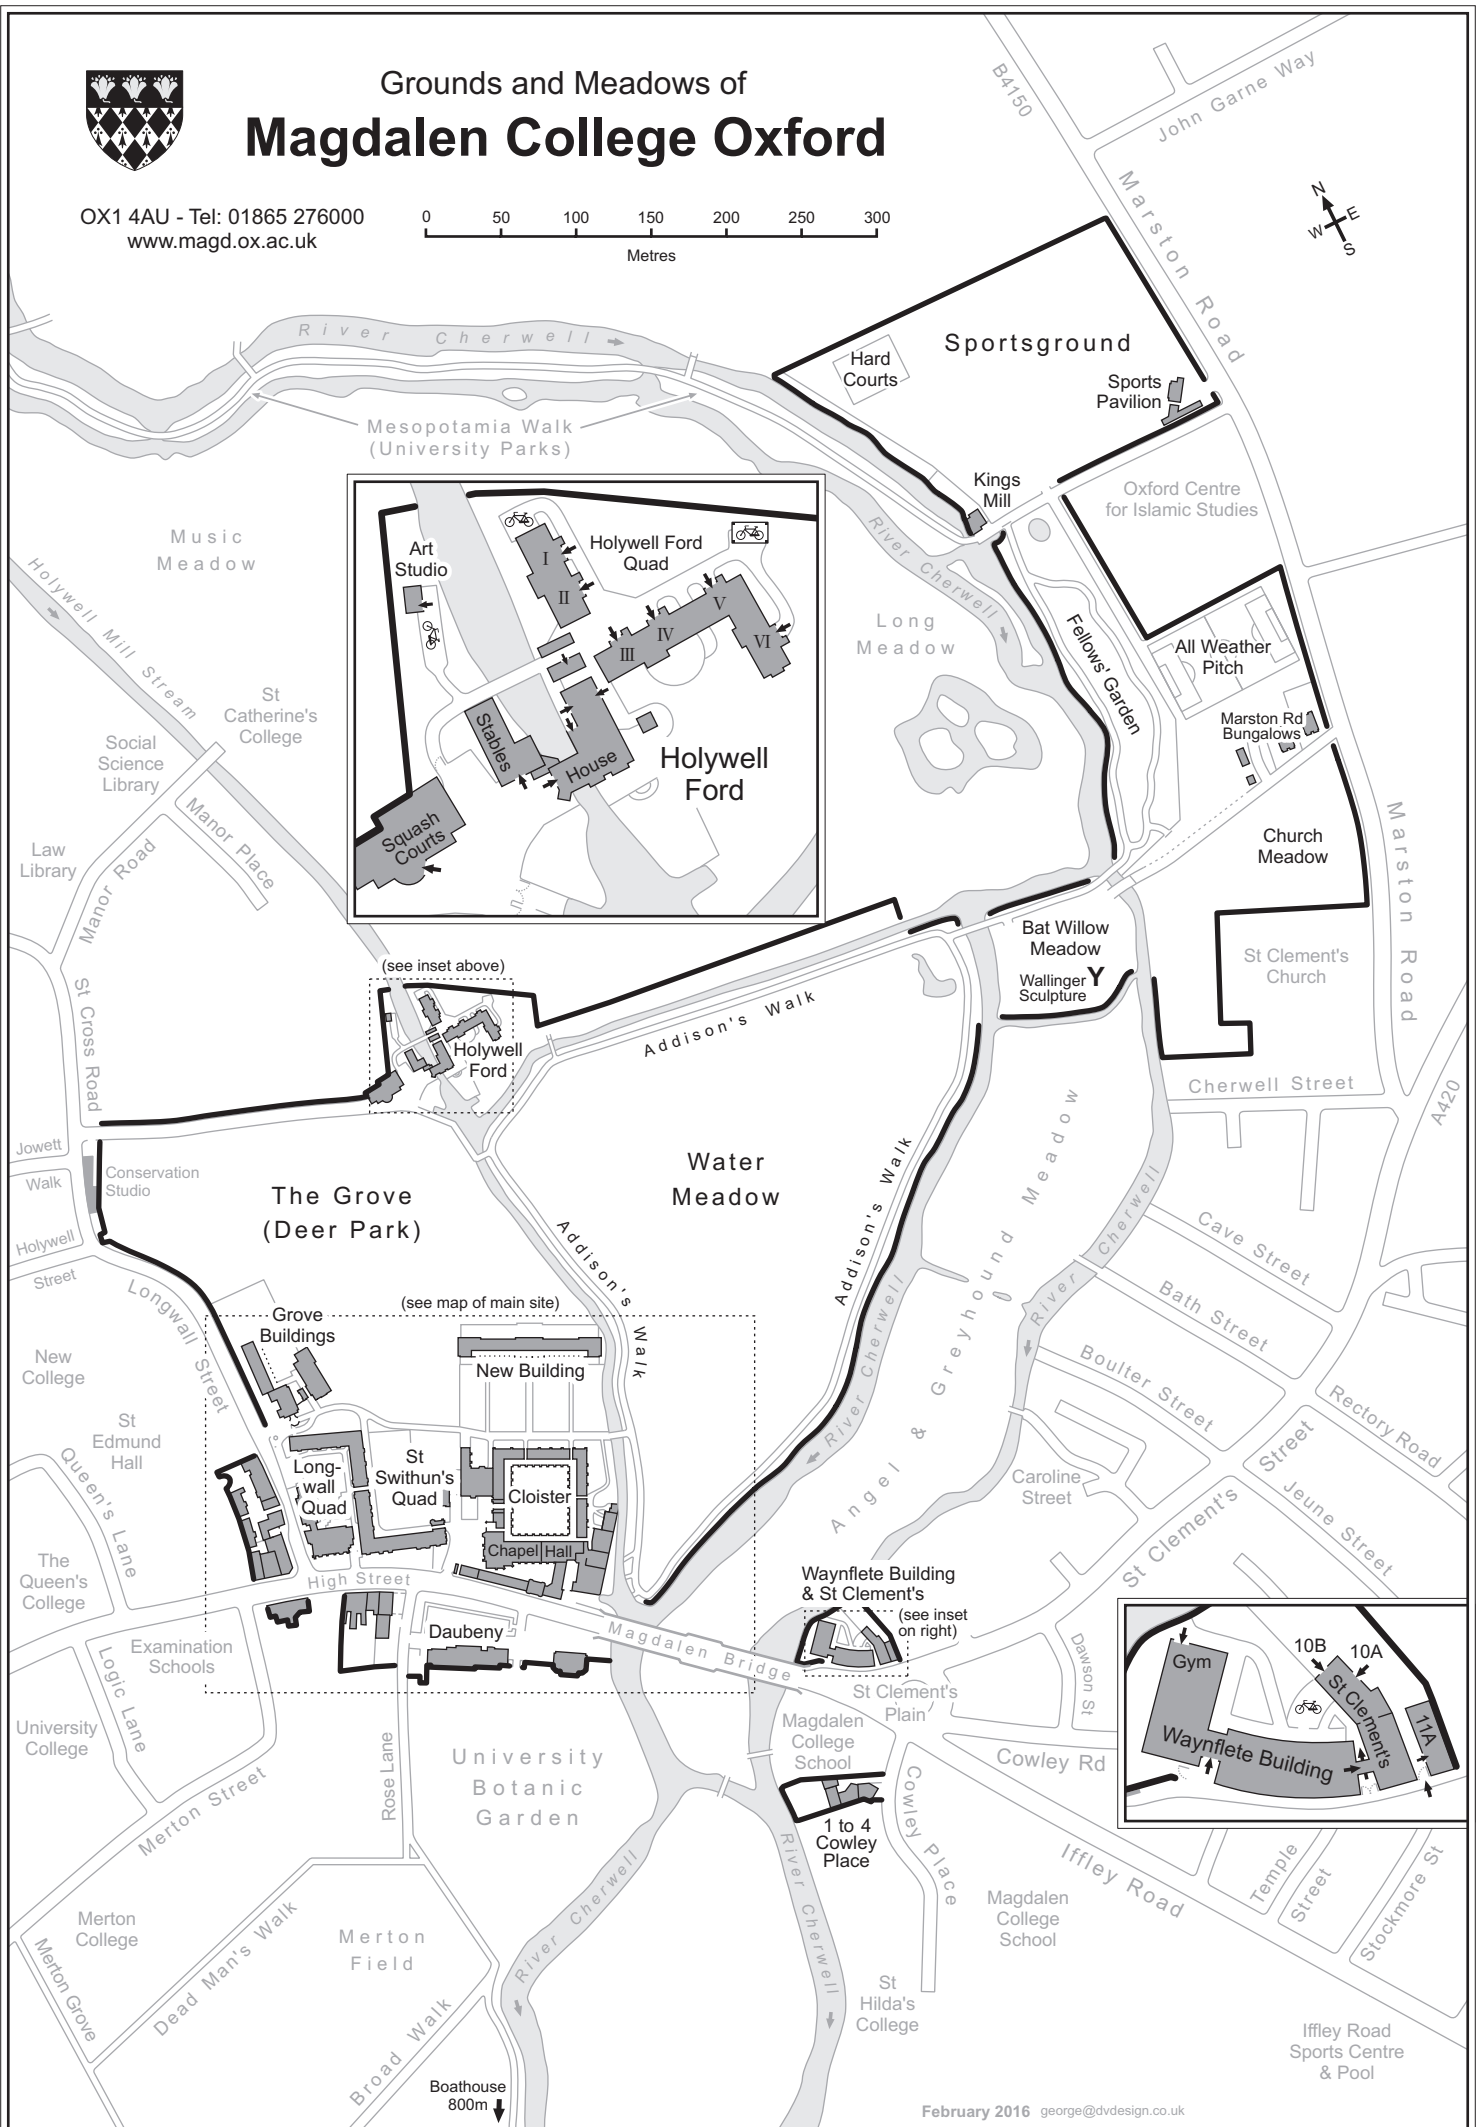 Grounds and Meadows of
Magdalen College Oxford
OX1 4AU - Tel: 01865 276000
www.magd.ox.ac.uk
0 50 100 150 200 250 300
Metres
B4150
John Garne Way
Marston Road
N
E
W
S
River Cherwell
Sportsground
Hard
Courts
Sports
Pavilion
Mesopotamia Walk
(University Parks)
Kings
Mill
Oxford Centre
for Islamic Studies
Music
Meadow
Holywell Mill Stream
River Cherwell
Long
Meadow
Fellows' Garden
All Weather
Pitch
Marston Rd
Bungalows
Art
Studio
I
II
Holywell Ford
Quad
III
IV
V
VI
Stables
House
Holywell
Ford
Squash
Courts
St
Catherine's
College
Social
Science
Library
Manor Place
Law
Library
Manor Road
Church
Meadow
Marston Road
Bat Willow
Meadow
Wallinger
Sculpture
Y
St Clement's
Church
(see inset above)
St Cross Road
Holywell
Ford
Addison's Walk
Cherwell Street
A420
Jowett
Walk
Conservation
Studio
The Grove
(Deer Park)
Water
Meadow
Addison's Walk
Addison's Walk
Angel & Greyhound Meadow
River Cherwell
River Cherwell
Holywell
Street
Longwall Street
Cave Street
Bath Street
Boulter Street
Rectory Road
(see map of main site)
Grove
Buildings
New Building
New
College
St
Edmund
Hall
Queen's Lane
Long-
wall
Quad
St
Swithun's
Quad
Cloister
Chapel
Hall
Caroline
Street
St Clement's Street
Jeune Street
The
Queen's
College
High Street
Waynflete Building
& St Clement's
(see inset
on right)
Daubeny
Magdalen Bridge
Examination
Schools
Logic Lane
St Clement's
Plain
Dawson St
Gym
10B
10A
St Clement's
11A
Waynflete Building
University
College
Merton Street
Rose Lane
University
Botanic
Garden
Magdalen
College
School
Cowley Rd
1 to 4
Cowley
Place
Cowley Place
Iffley Road
Temple
Street
Stockmore St
River Cherwell
River Cherwell
Magdalen
College
School
Merton
College
Merton Grove
Dead Man's Walk
Merton
Field
Broad Walk
St
Hilda's
College
Iffley Road
Sports Centre
& Pool
Boathouse
800m
February 2016 george@dvdesign.co.uk